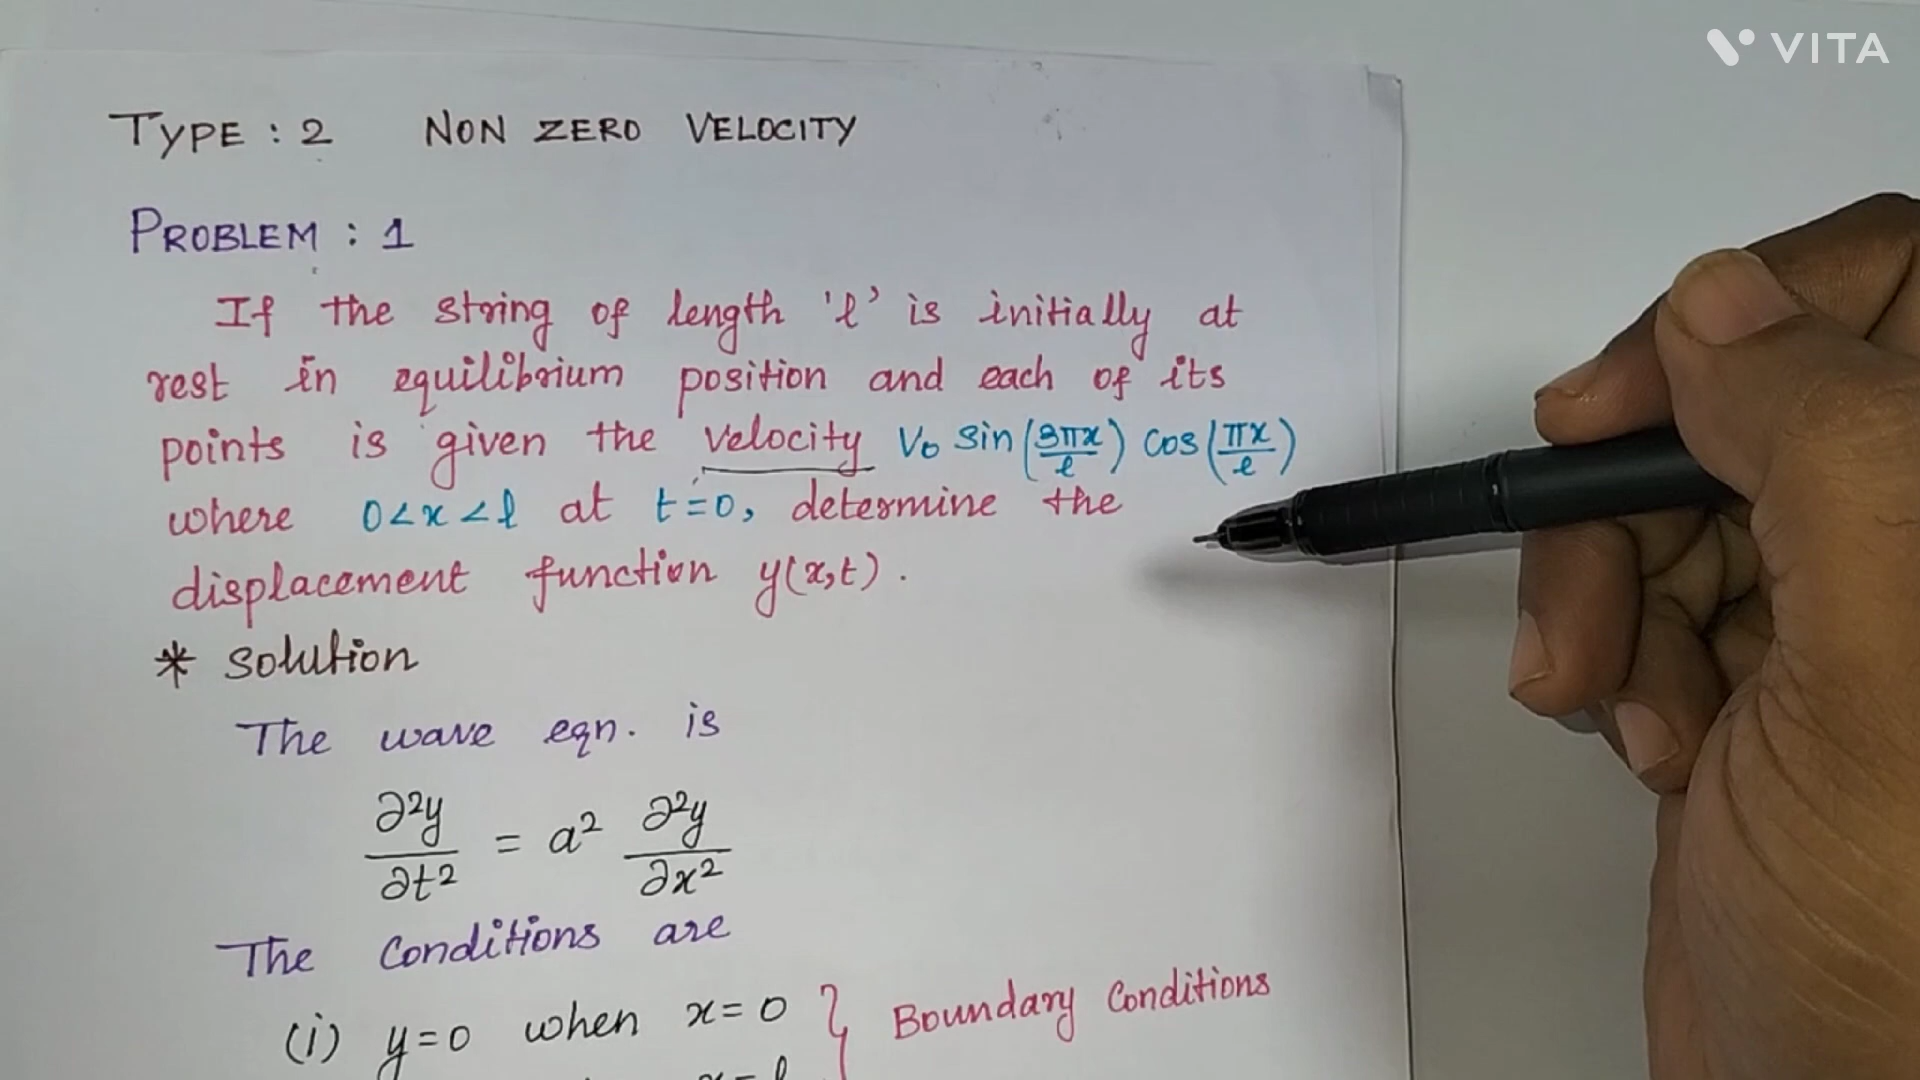 VITA
TYPE : 2 NON ZERO VELOCITY
PROBLEM : 1
If the string of length 'l' is initially at
rest in equilibrium position and each of its
points is given the velocity V₀ sin(3πx/l) cos(πx/l)
where 0<x<l at t=0, determine the
displacement function y(x,t).
* Solution
The wave eqn. is
∂²y/∂t² = a² ∂²y/∂x²
The Conditions are
(i) y=0 when x=0 } Boundary Conditions
x=l